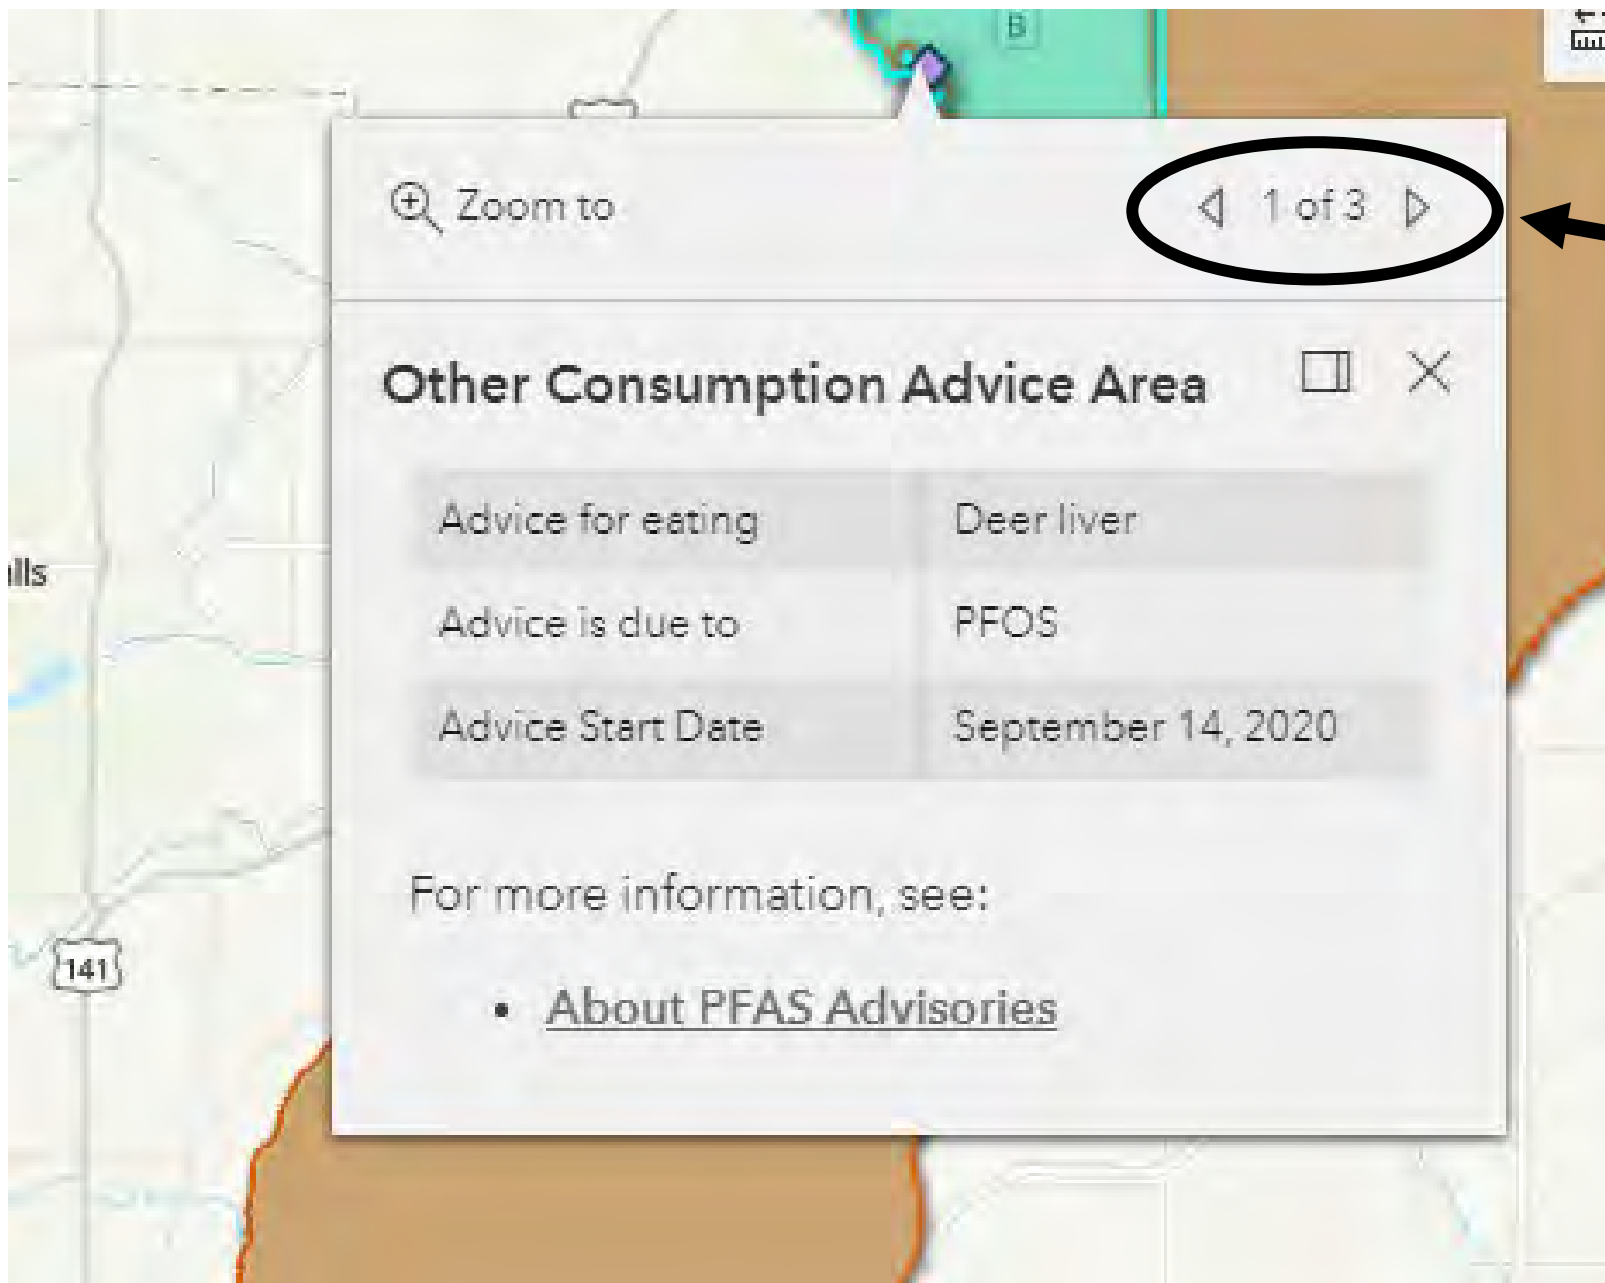 B
Zoom to
1 of 3
Other Consumption Advice Area
Advice for eating Deer liver
Advice is due to PFOS
Advice Start Date September 14, 2020
For more information, see:
• About PFAS Advisories
lls
141